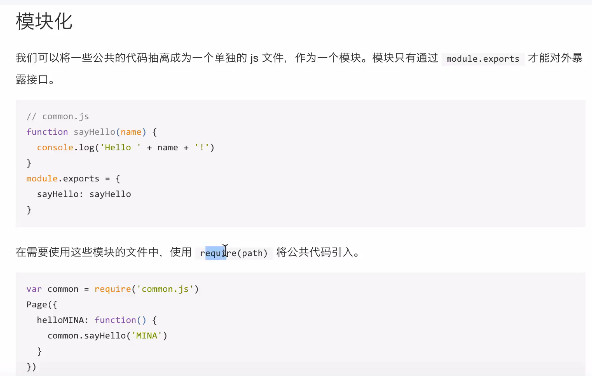 模块化
我们可以将一些公共的代码抽离成为一个单独的 js 文件，作为一个模块。模块只有通过 module.exports 才能对外暴
露接口。
// common.js
function sayHello(name) {
  console.log('Hello ' + name + '!')
}
module.exports = {
  sayHello: sayHello
}
在需要使用这些模块的文件中，使用 require(path) 将公共代码引入。
var common = require('common.js')
Page({
  helloMINA: function() {
    common.sayHello('MINA')
  }
})